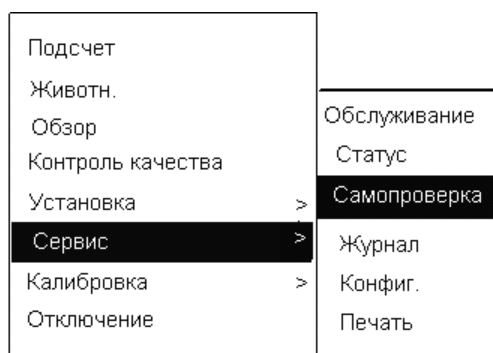 Подсчет
Животн.
Обзор
Контроль качества
Установка >
Сервис >
Калибровка >
Отключение
Обслуживание
Статус
Самопроверка
Журнал
Конфиг.
Печать